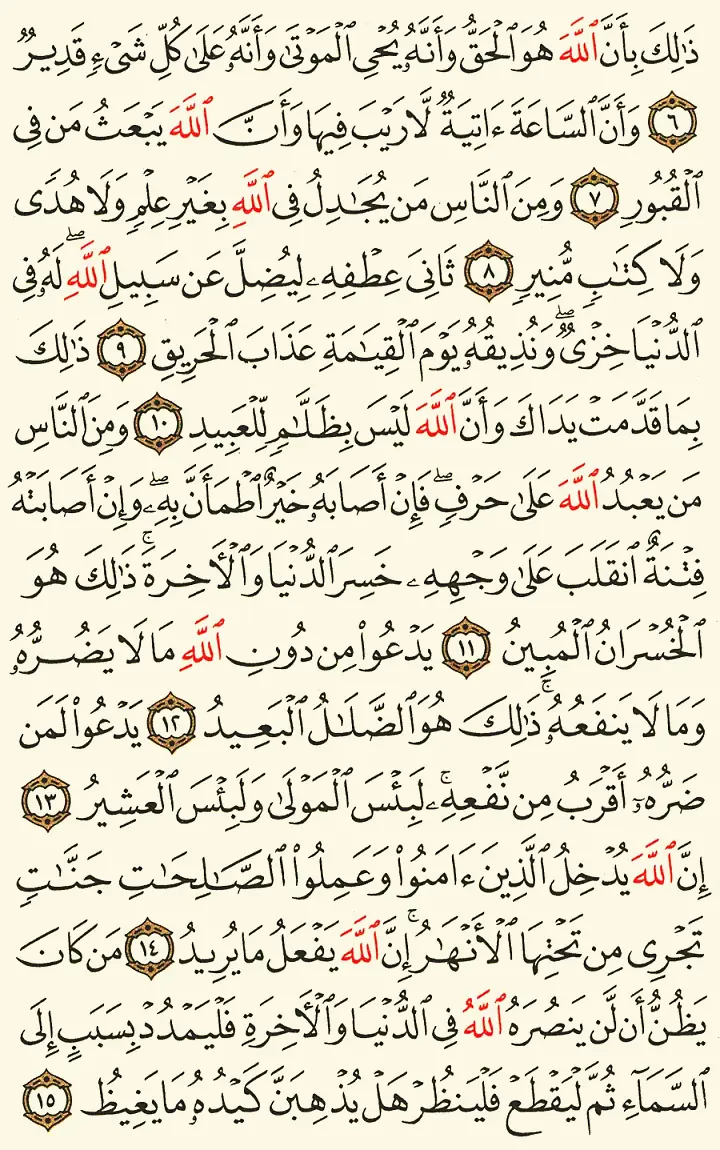 ذَٰلِكَ بِأَنَّ ٱللَّهَ هُوَ ٱلْحَقُّ وَأَنَّهُۥ يُحْىِ ٱلْمَوْتَىٰ وَأَنَّهُۥ عَلَىٰ كُلِّ شَىْءٍ قَدِيرٌ
٦ وَأَنَّ ٱلسَّاعَةَ ءَاتِيَةٌ لَّا رَيْبَ فِيهَا وَأَنَّ ٱللَّهَ يَبْعَثُ مَن فِى
ٱلْقُبُورِ ٧ وَمِنَ ٱلنَّاسِ مَن يُجَٰدِلُ فِى ٱللَّهِ بِغَيْرِ عِلْمٍ وَلَا هُدًى
وَلَا كِتَٰبٍ مُّنِيرٍ ٨ ثَانِىَ عِطْفِهِۦ لِيُضِلَّ عَن سَبِيلِ ٱللَّهِ ۖ لَهُۥ فِى
ٱلدُّنْيَا خِزْىٌ ۖ وَنُذِيقُهُۥ يَوْمَ ٱلْقِيَٰمَةِ عَذَابَ ٱلْحَرِيقِ ٩ ذَٰلِكَ
بِمَا قَدَّمَتْ يَدَاكَ وَأَنَّ ٱللَّهَ لَيْسَ بِظَلَّٰمٍ لِّلْعَبِيدِ ١٠ وَمِنَ ٱلنَّاسِ
مَن يَعْبُدُ ٱللَّهَ عَلَىٰ حَرْفٍ ۖ فَإِنْ أَصَابَهُۥ خَيْرٌ ٱطْمَأَنَّ بِهِۦ ۖ وَإِنْ أَصَابَتْهُ
فِتْنَةٌ ٱنقَلَبَ عَلَىٰ وَجْهِهِۦ خَسِرَ ٱلدُّنْيَا وَٱلْأَخِرَةَ ۚ ذَٰلِكَ هُوَ
ٱلْخُسْرَانُ ٱلْمُبِينُ ١١ يَدْعُوا۟ مِن دُونِ ٱللَّهِ مَا لَا يَضُرُّهُۥ
وَمَا لَا يَنفَعُهُۥ ۚ ذَٰلِكَ هُوَ ٱلضَّلَٰلُ ٱلْبَعِيدُ ١٢ يَدْعُوا۟ لَمَن
ضَرُّهُۥٓ أَقْرَبُ مِن نَّفْعِهِۦ ۚ لَبِئْسَ ٱلْمَوْلَىٰ وَلَبِئْسَ ٱلْعَشِيرُ ١٣
إِنَّ ٱللَّهَ يُدْخِلُ ٱلَّذِينَ ءَامَنُوا۟ وَعَمِلُوا۟ ٱلصَّٰلِحَٰتِ جَنَّٰتٍ
تَجْرِى مِن تَحْتِهَا ٱلْأَنْهَٰرُ ۚ إِنَّ ٱللَّهَ يَفْعَلُ مَا يُرِيدُ ١٤ مَن كَانَ
يَظُنُّ أَن لَّن يَنصُرَهُ ٱللَّهُ فِى ٱلدُّنْيَا وَٱلْأَخِرَةِ فَلْيَمْدُدْ بِسَبَبٍ إِلَى
ٱلسَّمَآءِ ثُمَّ لْيَقْطَعْ فَلْيَنظُرْ هَلْ يُذْهِبَنَّ كَيْدُهُۥ مَا يَغِيظُ ١٥